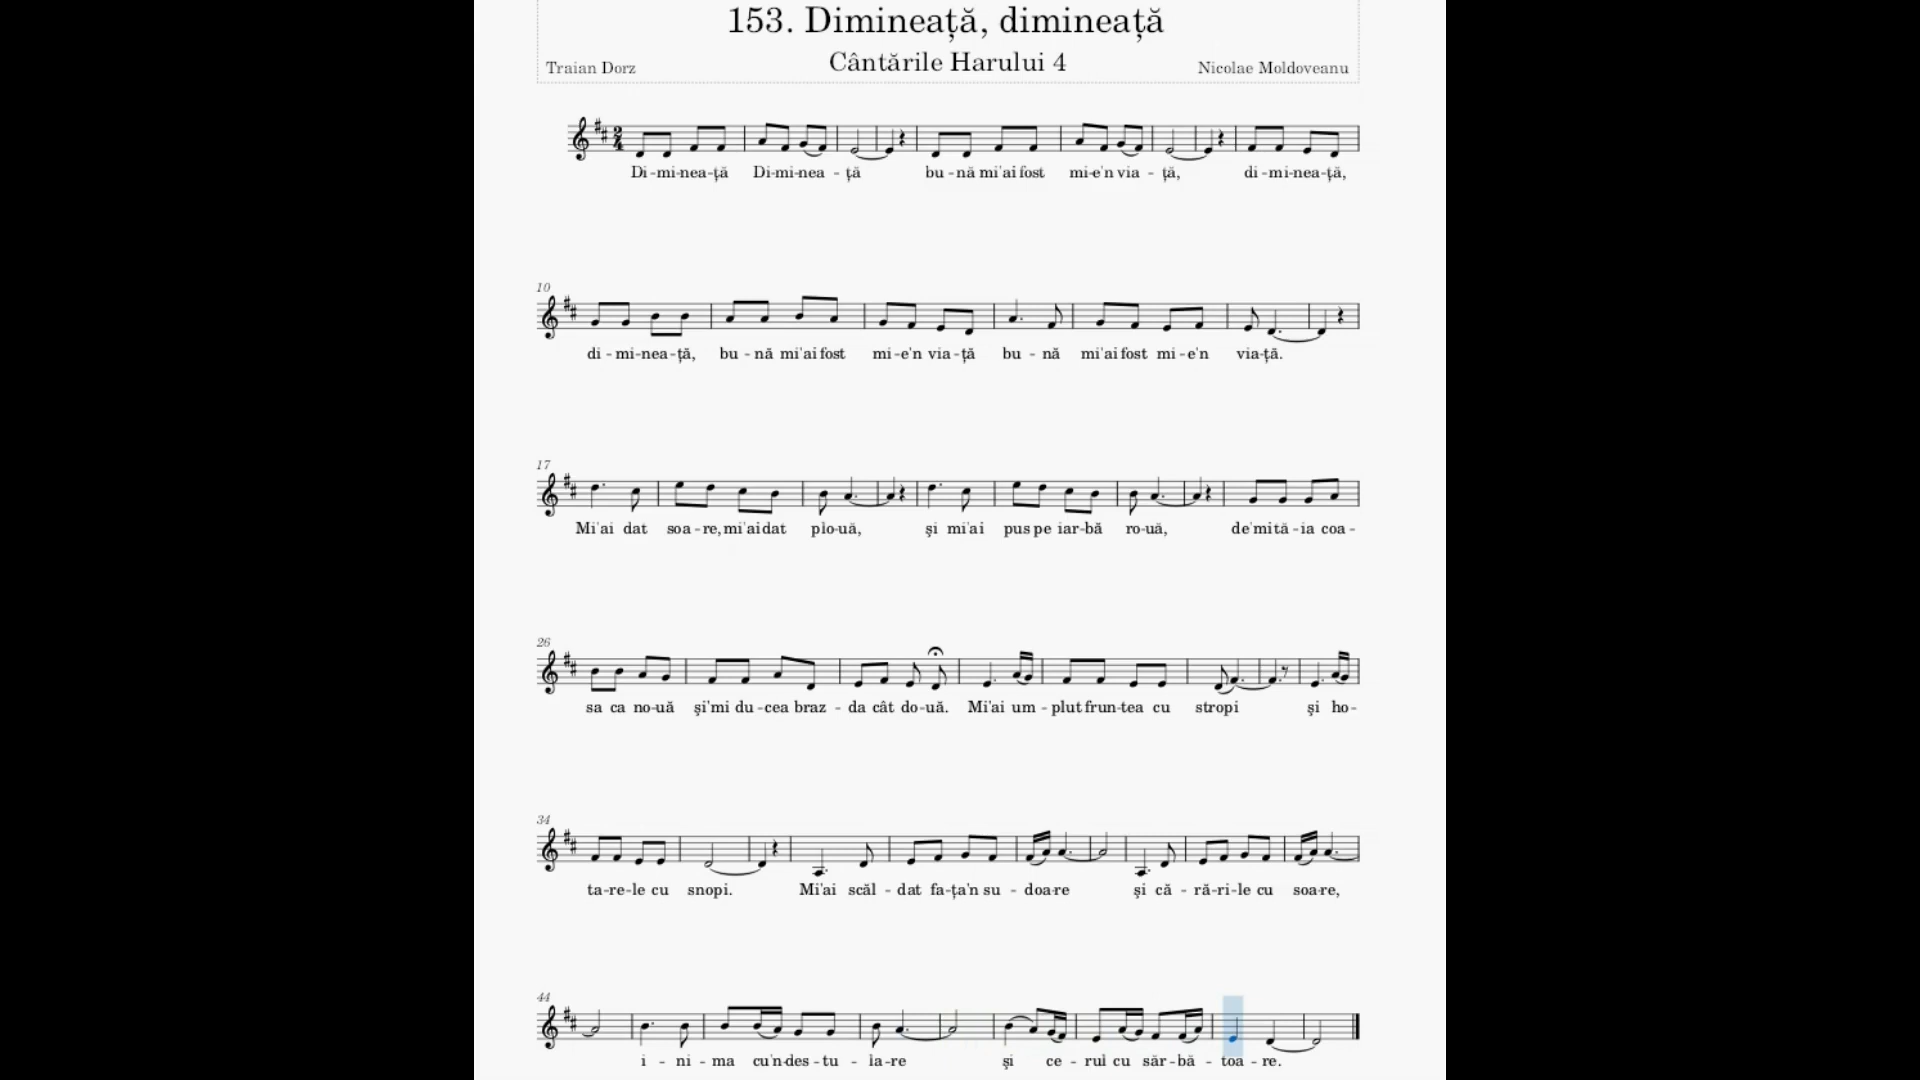 153. Dimineață, dimineață
Cântările Harului 4
Traian Dorz
Nicolae Moldoveanu
2
4
Di-mi-nea-ță Di-mi-nea - ță bu - nă mi'ai fost mi-e'n via - ță, di-mi-nea-ță,
10
di-mi-nea-ță, bu-nă mi'ai fost mi-e'n via-ță bu - nă mi'ai fost mi-e'n via-ță.
17
Mi'ai dat soa-re, mi'ai dat plo-uă, și mi'ai pus pe iar-bă ro-uă, de'mi tă-ia coa-
26
sa ca no-uă și'mi du-cea braz - da cât do-uă. Mi'ai um - plut frun-tea cu stropi și ho-
34
ta-re-le cu snopi. Mi'ai scăl - dat fa-ța'n su - doa-re și că - ră-ri-le cu soa-re,
44
i - ni - ma cu'n-des - tu - la-re și ce - rul cu săr-bă - toa - re.